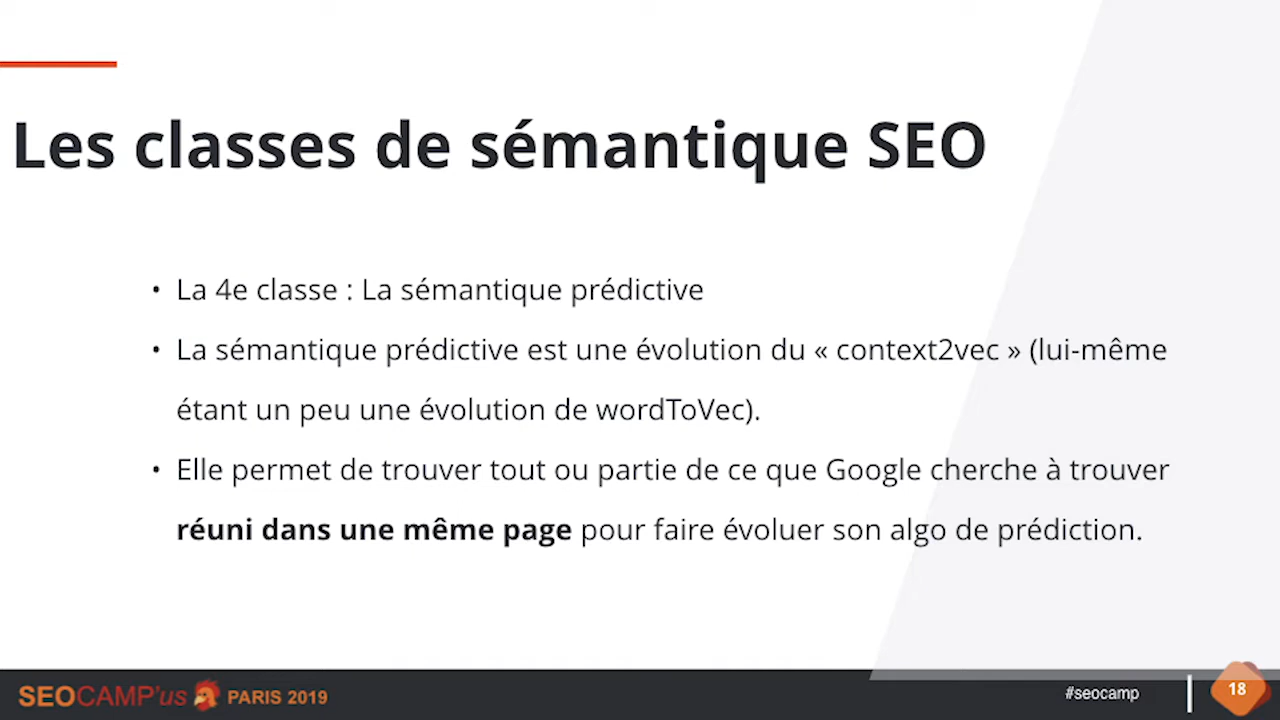 Les classes de sémantique SEO
• La 4e classe : La sémantique prédictive
• La sémantique prédictive est une évolution du « context2vec » (lui-même
étant un peu une évolution de wordToVec).
• Elle permet de trouver tout ou partie de ce que Google cherche à trouver
réuni dans une même page pour faire évoluer son algo de prédiction.
SEOCAMP'us PARIS 2019
#seocamp
18